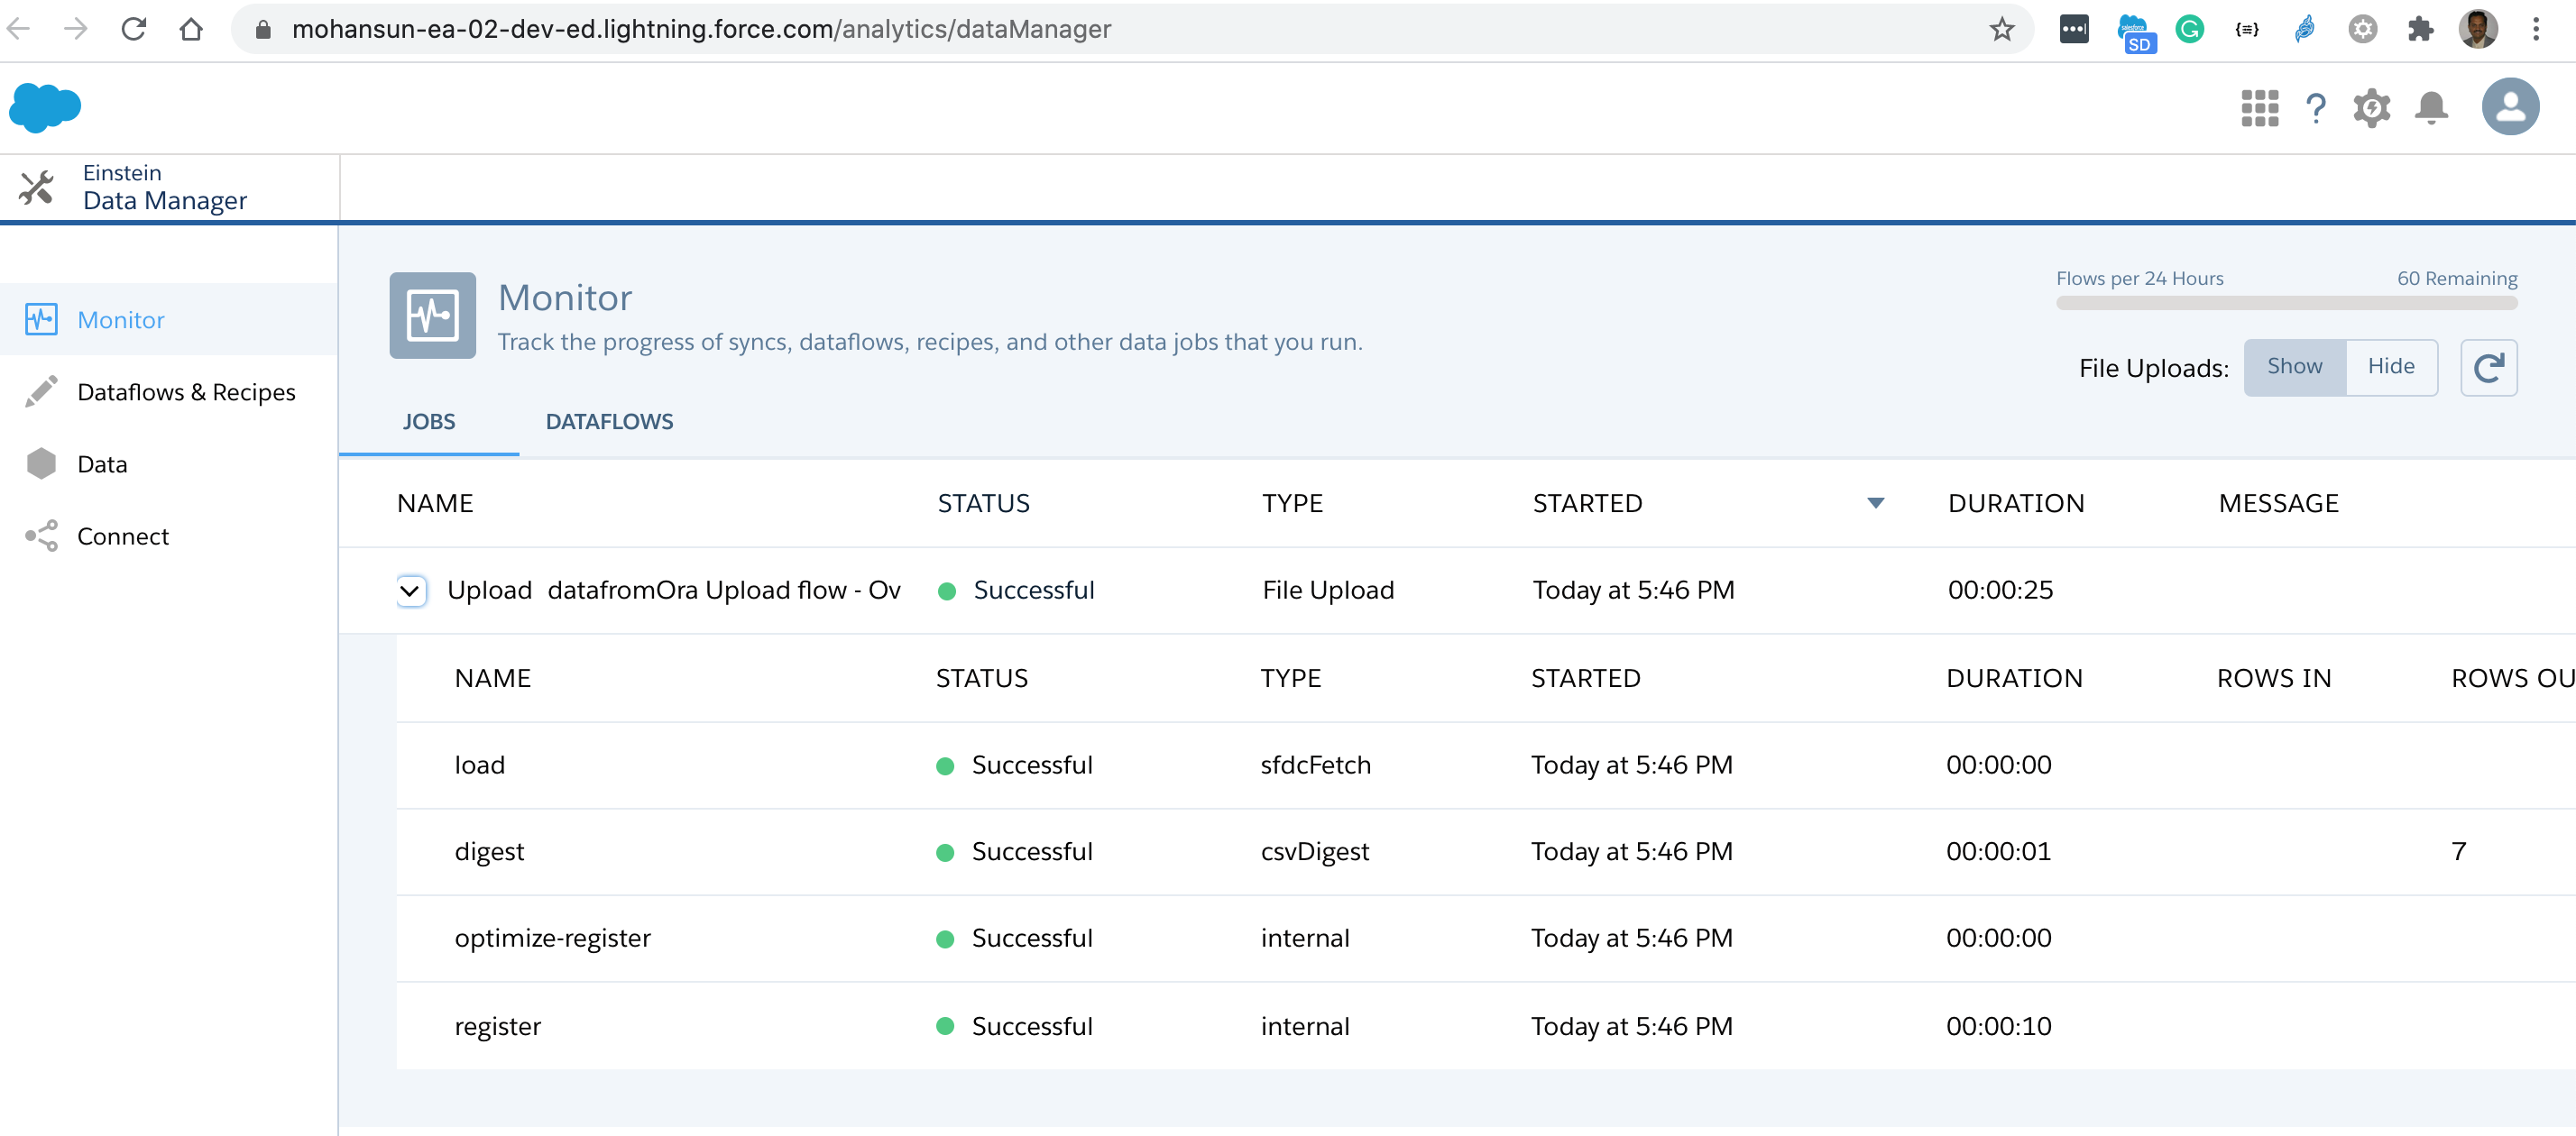 mohansun-ea-02-dev-ed.lightning.force.com/analytics/dataManager
SD
Einstein
Data Manager
Monitor
Dataflows & Recipes
Data
Connect
Monitor
Track the progress of syncs, dataflows, recipes, and other data jobs that you run.
Flows per 24 Hours 60 Remaining
File Uploads: Show Hide
JOBS DATAFLOWS
NAME STATUS TYPE STARTED DURATION MESSAGE
Upload datafromOra Upload flow - Ov Successful File Upload Today at 5:46 PM 00:00:25
NAME STATUS TYPE STARTED DURATION ROWS IN ROWS OU
load Successful sfdcFetch Today at 5:46 PM 00:00:00
digest Successful csvDigest Today at 5:46 PM 00:00:01 7
optimize-register Successful internal Today at 5:46 PM 00:00:00
register Successful internal Today at 5:46 PM 00:00:10